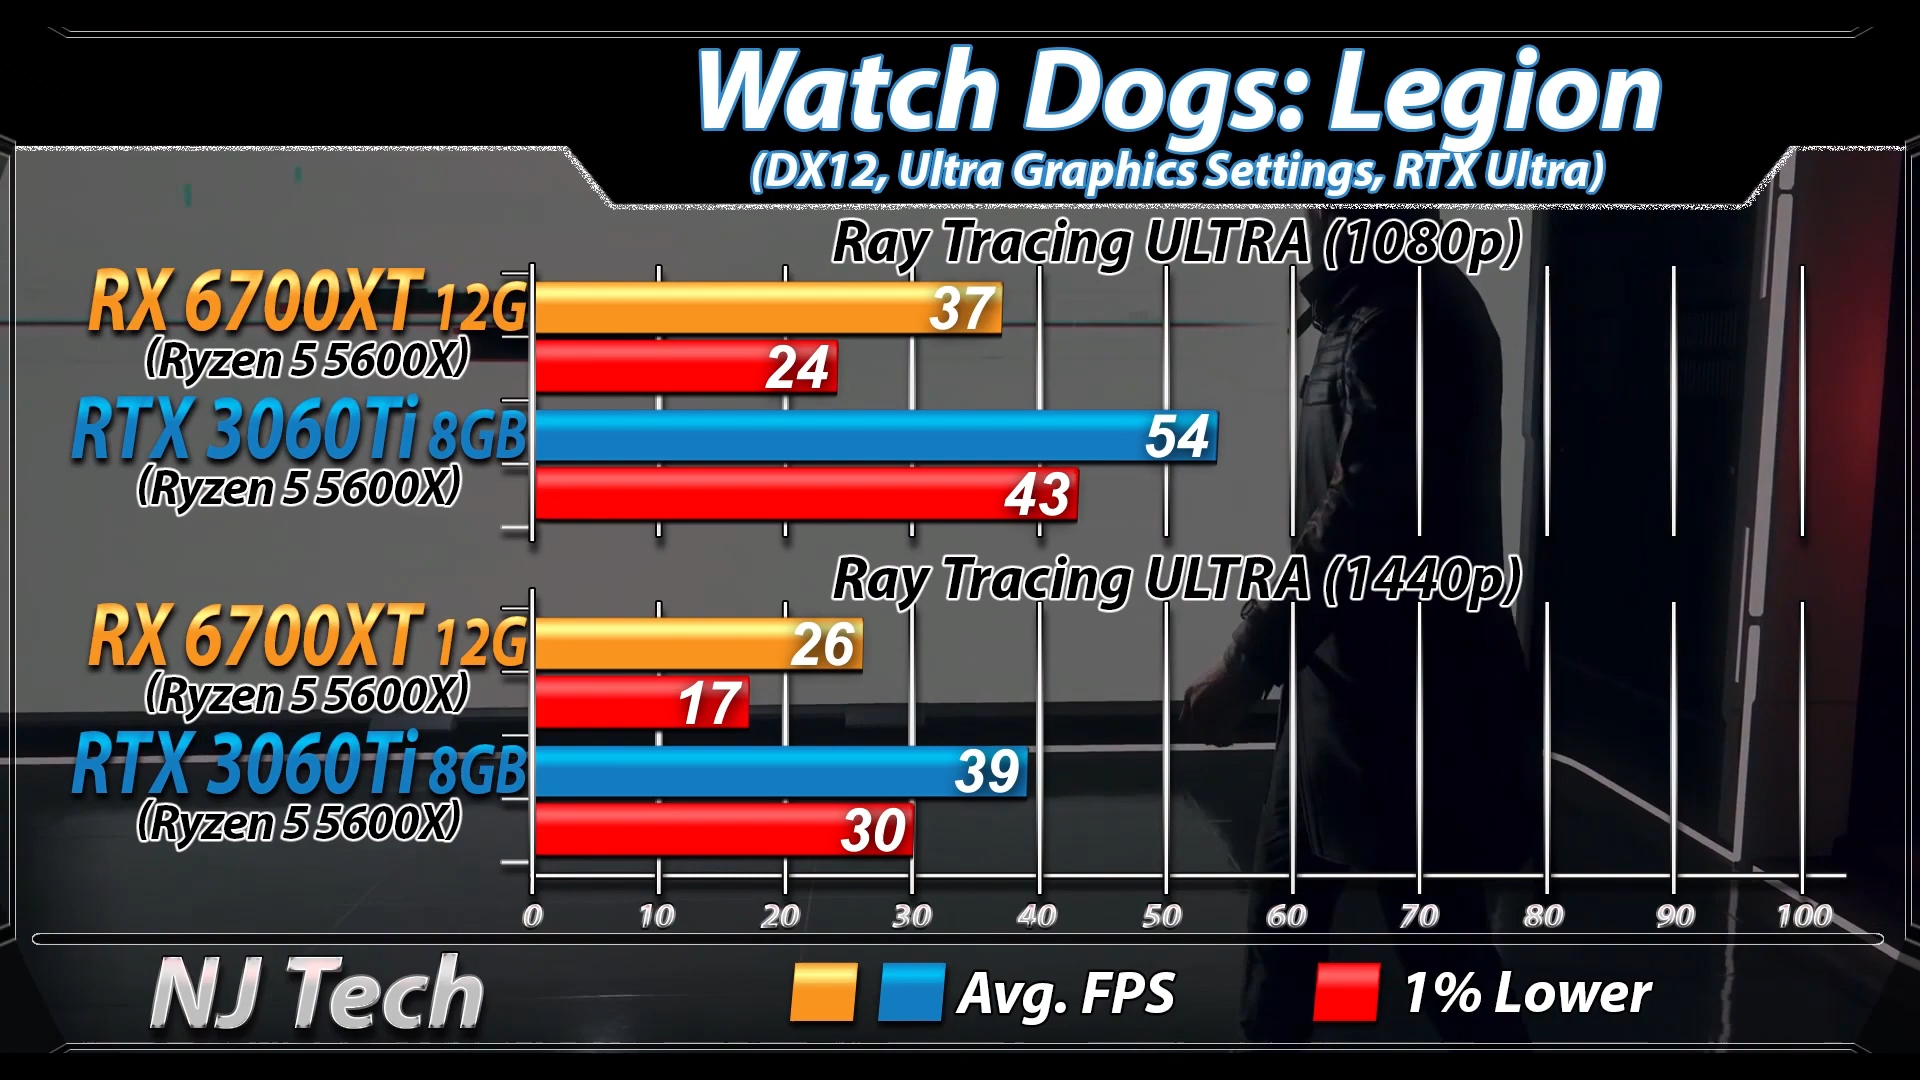 Watch Dogs: Legion
(DX12, Ultra Graphics Settings, RTX Ultra)
Ray Tracing ULTRA (1080p)
RX 6700XT 12G
37
(Ryzen 5 5600X)
24
RTX 3060Ti 8GB
54
(Ryzen 5 5600X)
43
Ray Tracing ULTRA (1440p)
RX 6700XT 12G
26
(Ryzen 5 5600X)
17
RTX 3060Ti 8GB
39
(Ryzen 5 5600X)
30
0 10 20 30 40 50 60 70 80 90 100
NJ Tech
Avg. FPS
1% Lower